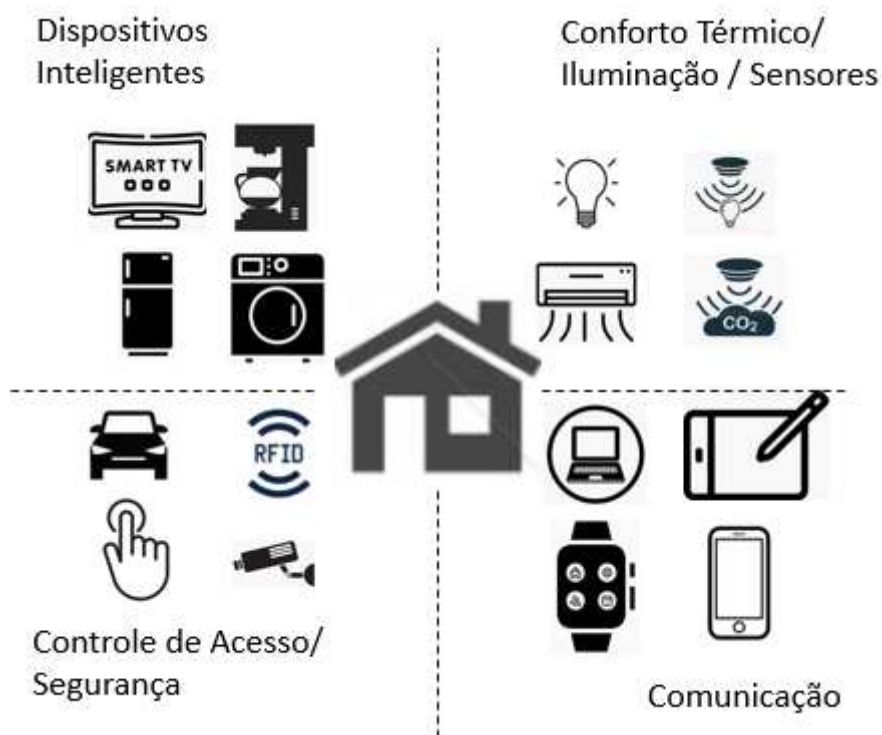 Dispositivos
Inteligentes
Conforto Térmico/
Iluminação / Sensores
SMART TV
CO₂
RFID
Controle de Acesso/
Segurança
Comunicação